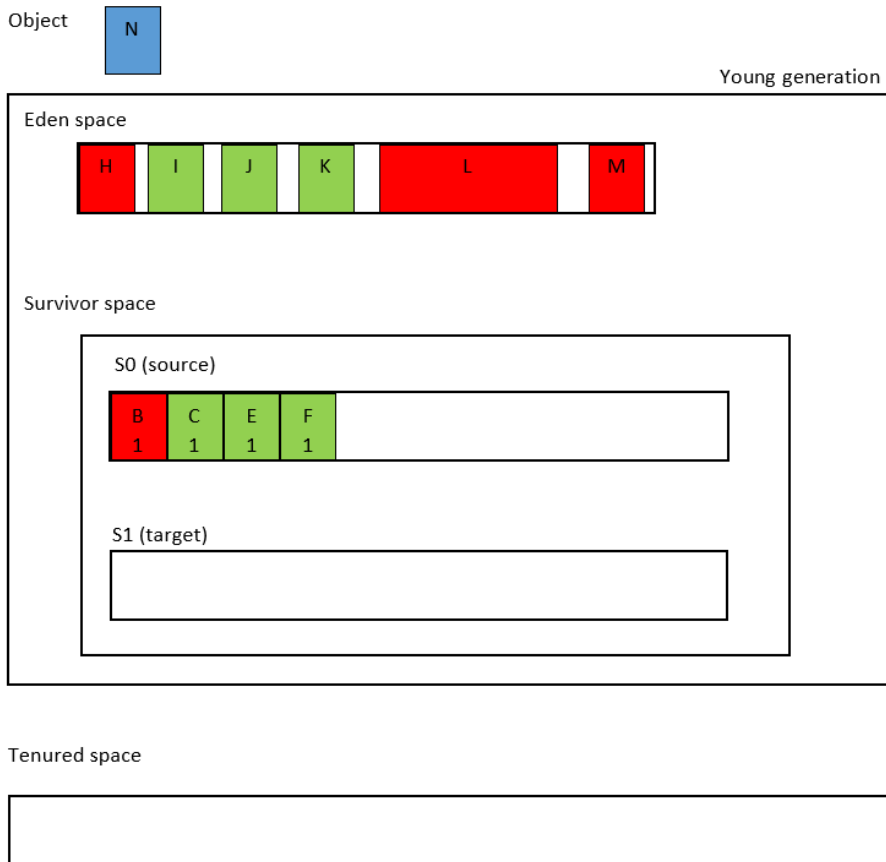 Object
N
Young generation
Eden space
H I J K L M
Survivor space
S0 (source)
B C E F
1 1 1 1
S1 (target)
Tenured space